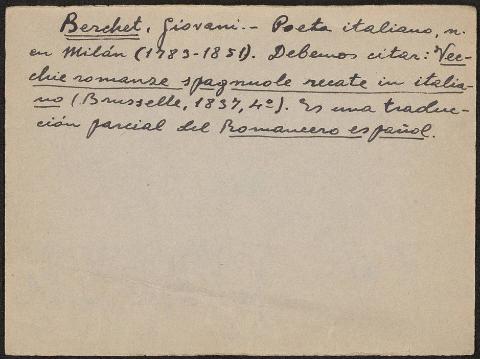 Berchet, Giovani.- Poeta italiano, n.
en Milán (1783-1851). Debemos citar: Vec-
chie romanze spagnuole recate in italia-
no (Brusselle, 1837, 4º). Es una traduc-
ción parcial del Romancero español.